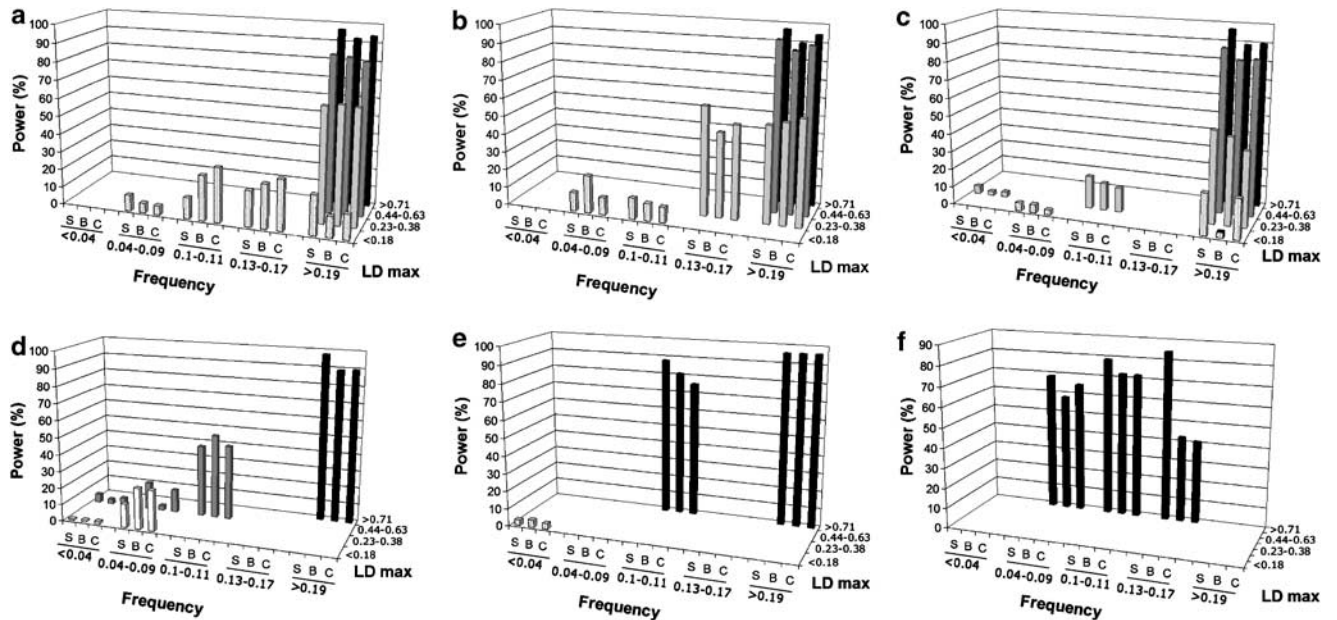 a
Power (%)
100
90
80
70
60
50
40
30
20
10
0
S B C
<0.04
S B C
0.04-0.09
S B C
0.1-0.11
S B C
0.13-0.17
S B C
>0.19
>0.71
0.44-0.63
0.23-0.38
<0.18
LD max
Frequency
b
Power (%)
100
90
80
70
60
50
40
30
20
10
0
S B C
<0.04
S B C
0.04-0.09
S B C
0.1-0.11
S B C
0.13-0.17
S B C
>0.19
>0.71
0.44-0.63
0.23-0.38
<0.18
LD max
Frequency
c
Power (%)
100
90
80
70
60
50
40
30
20
10
0
S B C
<0.04
S B C
0.04-0.09
S B C
0.1-0.11
S B C
0.13-0.17
S B C
>0.19
>0.71
0.44-0.63
0.23-0.38
<0.18
LD max
Frequency
d
Power (%)
100
90
80
70
60
50
40
30
20
10
0
S B C
<0.04
S B C
0.04-0.09
S B C
0.1-0.11
S B C
0.13-0.17
S B C
>0.19
>0.71
0.44-0.63
0.23-0.38
<0.18
LD max
Frequency
e
Power (%)
100
90
80
70
60
50
40
30
20
10
0
S B C
<0.04
S B C
0.04-0.09
S B C
0.1-0.11
S B C
0.13-0.17
S B C
>0.19
>0.71
0.44-0.63
0.23-0.38
<0.18
LD max
Frequency
f
Power (%)
90
80
70
60
50
40
30
20
10
0
S B C
<0.04
S B C
0.04-0.09
S B C
0.1-0.11
S B C
0.13-0.17
S B C
>0.19
>0.71
0.44-0.63
0.23-0.38
<0.18
LD max
Frequency